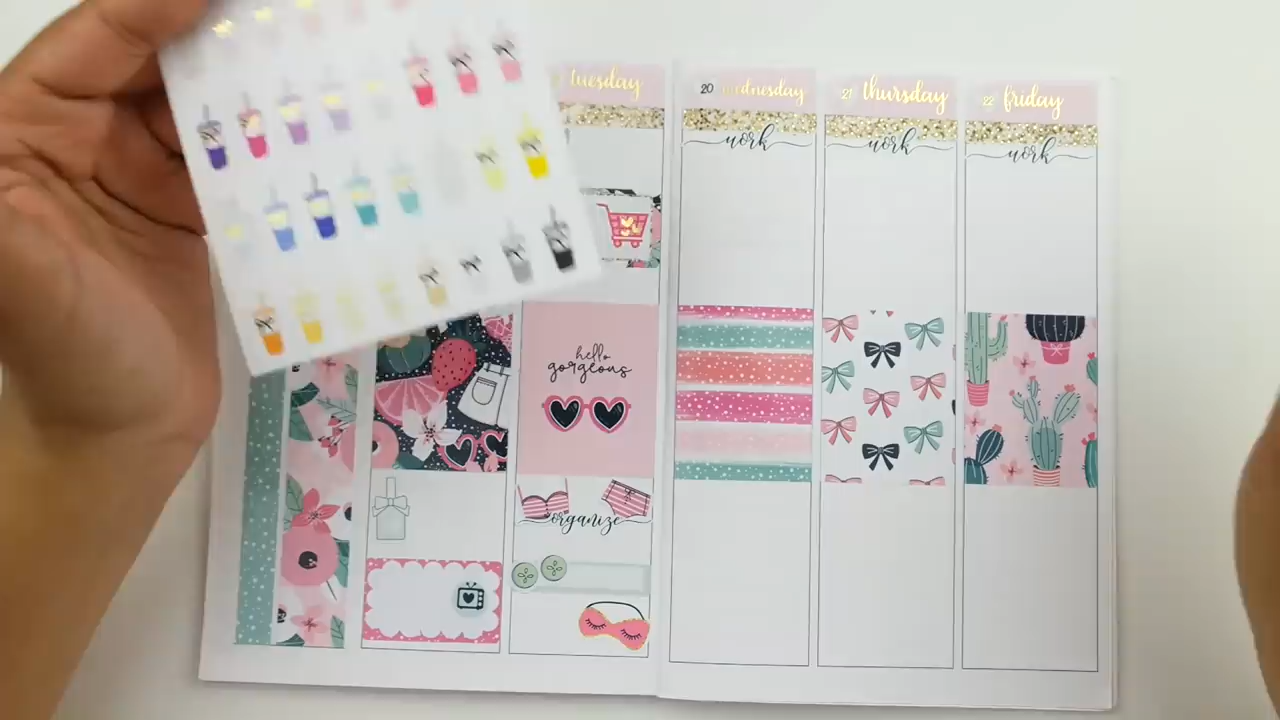 tuesday
20 wednesday
21 thursday
22 friday
work
work
work
hello
gorgeous
organize